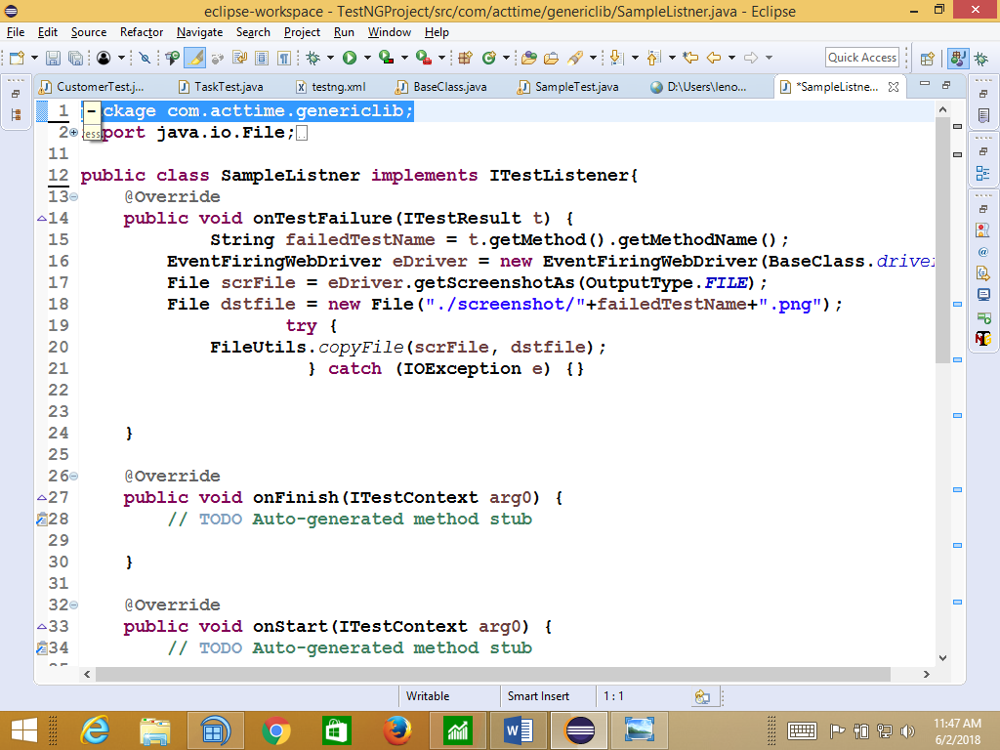 eclipse-workspace - TestNGProject/src/com/acttime/genericlib/SampleListner.java - Eclipse
File Edit Source Refactor Navigate Search Project Run Window Help
Quick Access
CustomerTest.j... TaskTest.java testng.xml BaseClass.java SampleTest.java D:\Users\leno... *SampleListne...
1 ckage com.acttime.genericlib;
2 port java.io.File;
11
12 public class SampleListner implements ITestListener{
13 @Override
14 public void onTestFailure(ITestResult t) {
15 String failedTestName = t.getMethod().getMethodName();
16 EventFiringWebDriver eDriver = new EventFiringWebDriver(BaseClass.driver
17 File scrFile = eDriver.getScreenshotAs(OutputType.FILE);
18 File dstfile = new File("./screenshot/"+failedTestName+".png");
19 try {
20 FileUtils.copyFile(scrFile, dstfile);
21 } catch (IOException e) {}
22
23
24 }
25
26 @Override
27 public void onFinish(ITestContext arg0) {
28 // TODO Auto-generated method stub
29
30 }
31
32 @Override
33 public void onStart(ITestContext arg0) {
34 // TODO Auto-generated method stub
Writable Smart Insert 1 : 1
11:47 AM
6/2/2018